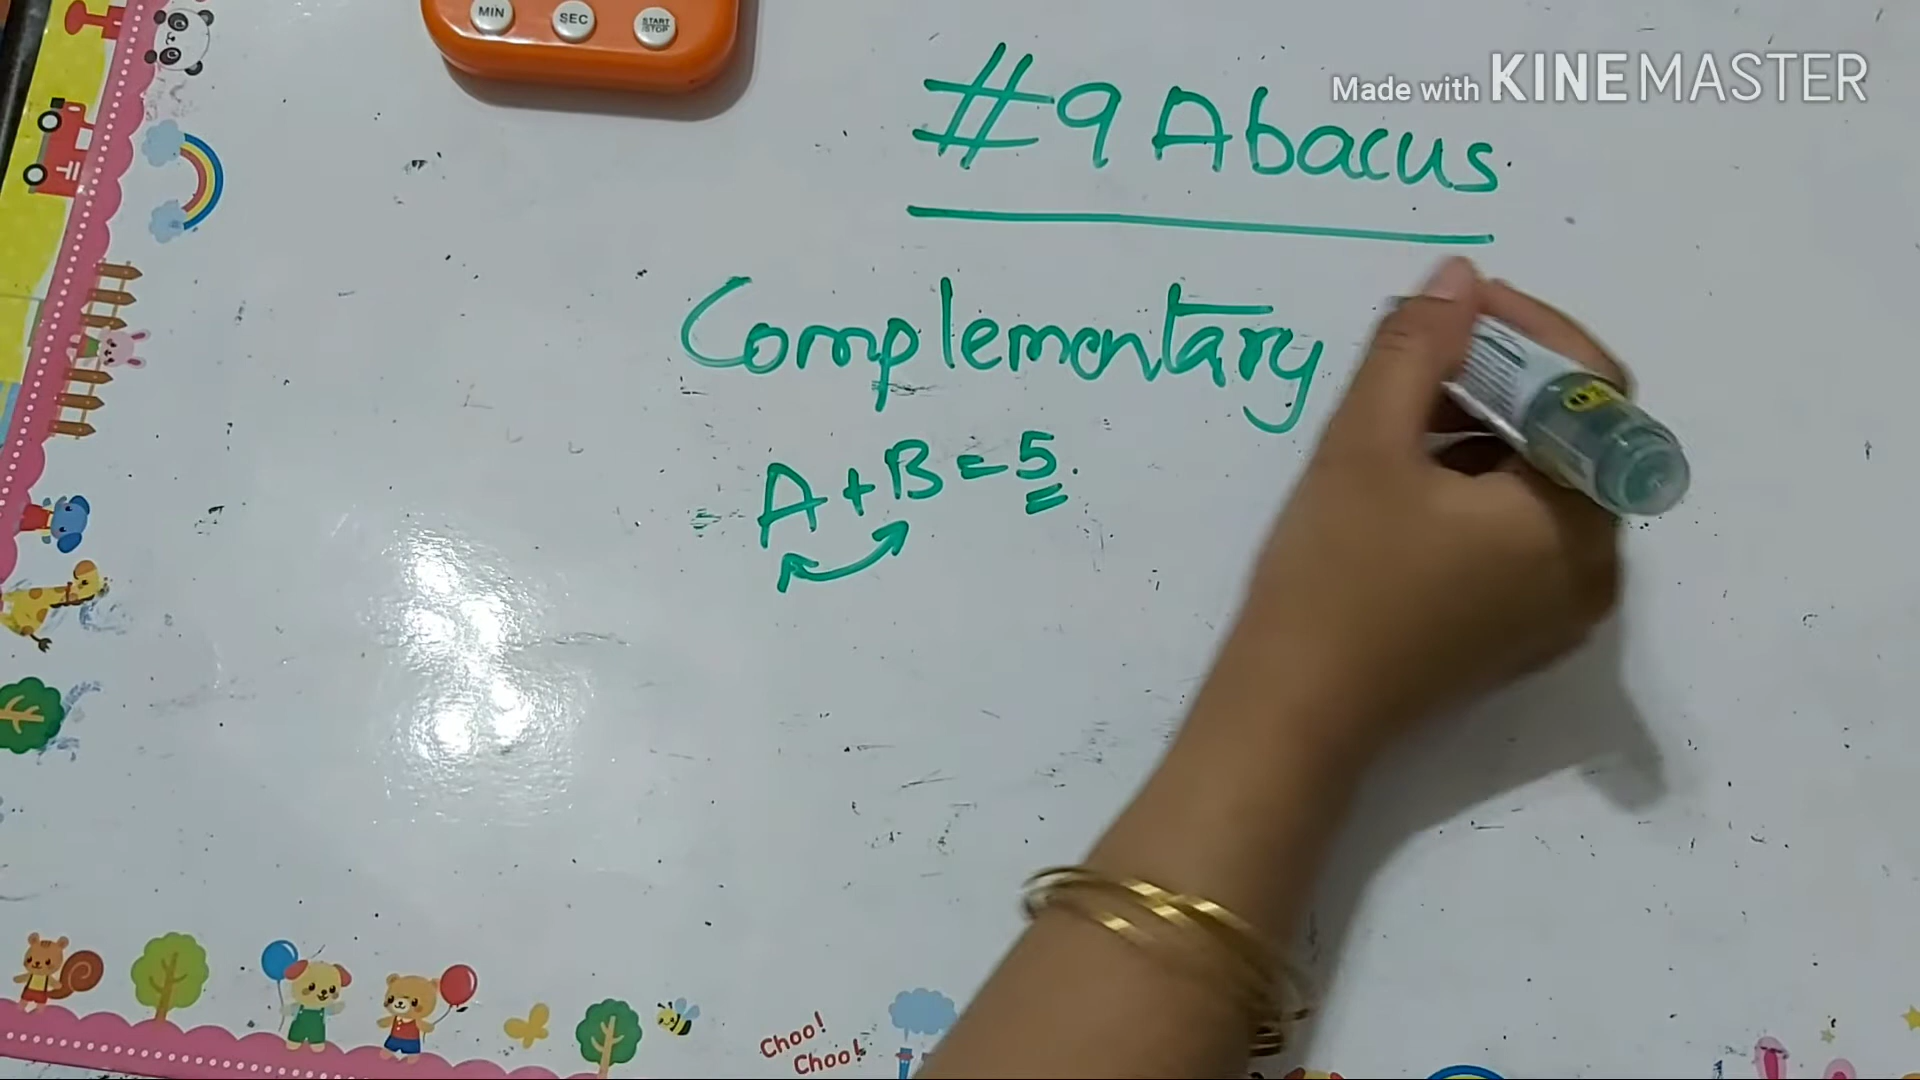 MIN SEC START STOP
Made with KINEMASTER
#9 Abacus
Complementary
A+B=5.
Choo!
Choo!